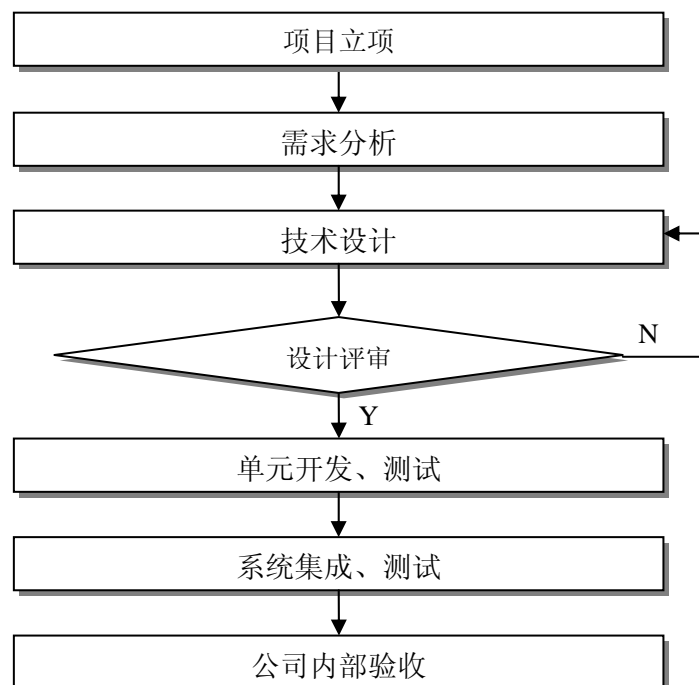 项目立项
需求分析
技术设计
设计评审
N
Y
单元开发、测试
系统集成、测试
公司内部验收